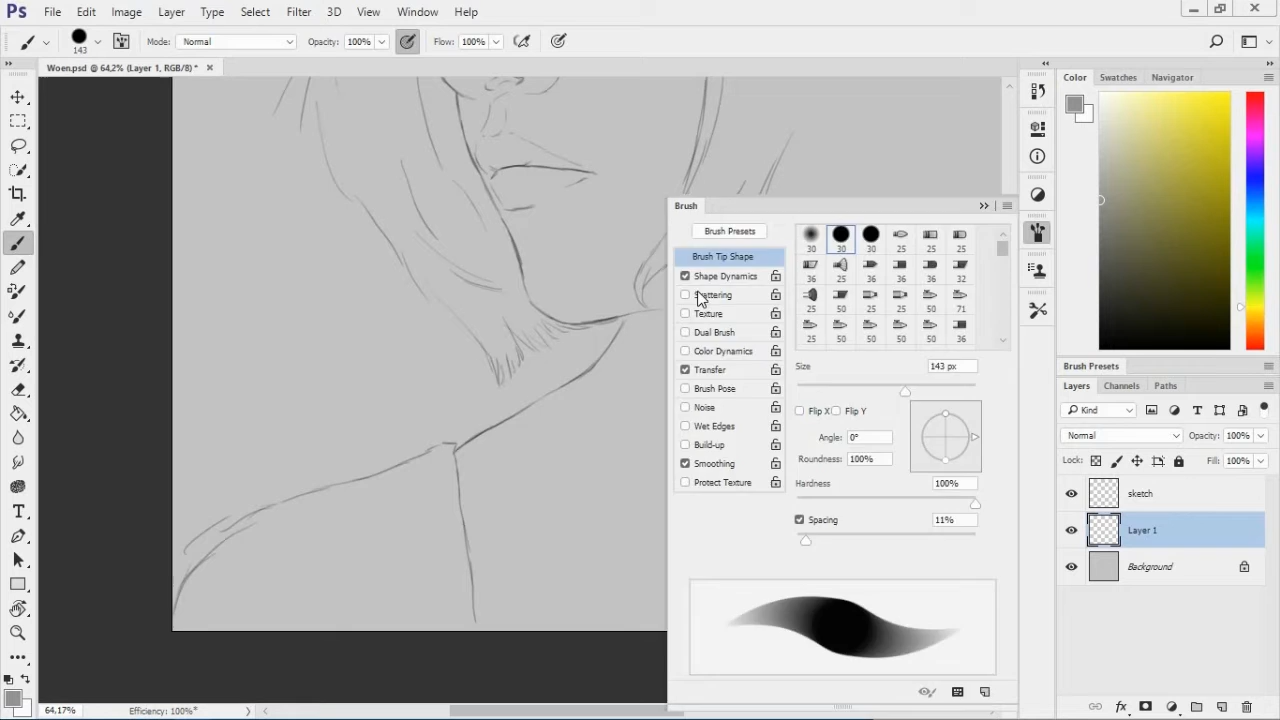 Ps File Edit Image Layer Type Select Filter 3D View Window Help
143 Mode: Normal Opacity: 100% Flow: 100%
Woen.psd @ 64,2% (Layer 1, RGB/8) *
Color Swatches Navigator
Brush
Brush Presets
Brush Tip Shape
Shape Dynamics
Scattering
Texture
Dual Brush
Color Dynamics
Transfer
Brush Pose
Noise
Wet Edges
Build-up
Smoothing
Protect Texture
30 30 30 25 25 25
36 25 36 36 36 32
25 50 25 25 50 71
25 50 50 50 50 36
Size 143 px
Flip X Flip Y
Angle: 0°
Roundness: 100%
Hardness 100%
Spacing 11%
Brush Presets
Layers Channels Paths
Kind
Normal Opacity: 100%
Lock: Fill: 100%
sketch
Layer 1
Background
64,17% Efficiency: 100%*